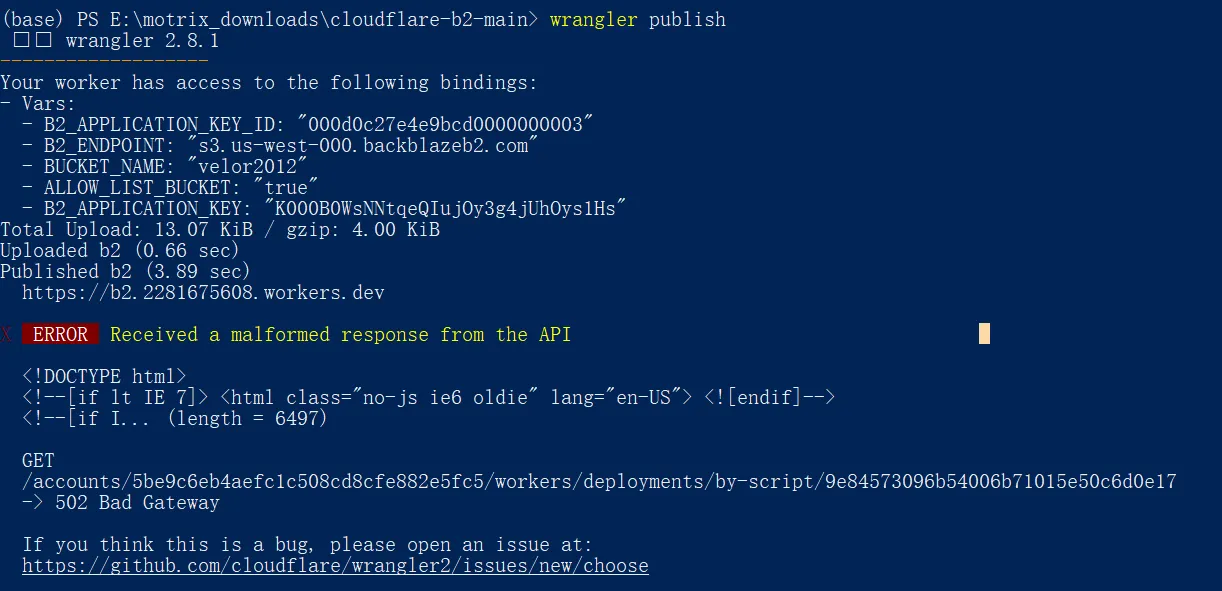 (base) PS E:\motrix_downloads\cloudflare-b2-main> wrangler publish
wrangler 2.8.1
-------------------
Your worker has access to the following bindings:
- Vars:
- B2_APPLICATION_KEY_ID: "000d0c27e4e9bcd0000000003"
- B2_ENDPOINT: "s3.us-west-000.backblazeb2.com"
- BUCKET_NAME: "velor2012"
- ALLOW_LIST_BUCKET: "true"
- B2_APPLICATION_KEY: "K000B0WsNNtqeQIujOy3g4jUhOys1Hs"
Total Upload: 13.07 KiB / gzip: 4.00 KiB
Uploaded b2 (0.66 sec)
Published b2 (3.89 sec)
https://b2.2281675608.workers.dev
X ERROR Received a malformed response from the API
<!DOCTYPE html>
<!--[if lt IE 7]> <html class="no-js ie6 oldie" lang="en-US"> <![endif]-->
<!--[if I... (length = 6497)
GET
/accounts/5be9c6eb4aefc1c508cd8cfe882e5fc5/workers/deployments/by-script/9e84573096b54006b71015e50c6d0e17
-> 502 Bad Gateway
If you think this is a bug, please open an issue at:
https://github.com/cloudflare/wrangler2/issues/new/choose